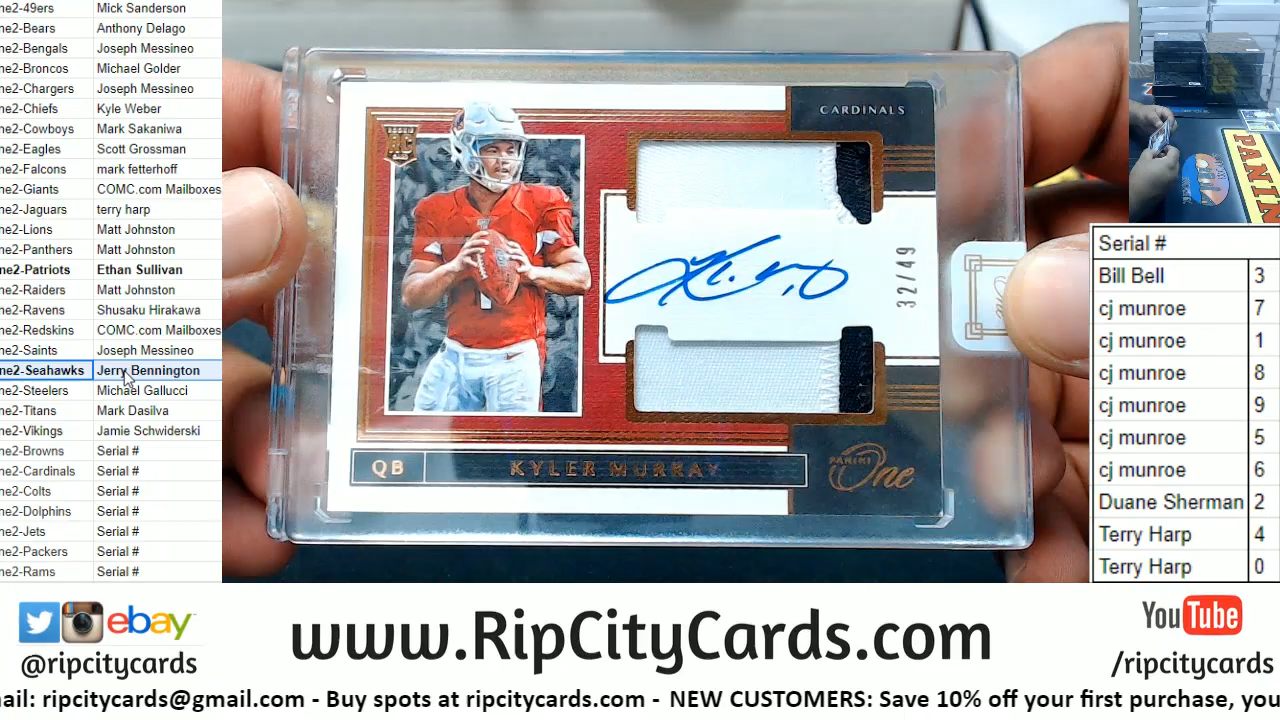 ne2-49ers Mick Sanderson
ne2-Bears Anthony Delago
ne2-Bengals Joseph Messineo
ne2-Broncos Michael Golder
ne2-Chargers Joseph Messineo
ne2-Chiefs Kyle Weber
ne2-Cowboys Mark Sakaniwa
ne2-Eagles Scott Grossman
ne2-Falcons mark fetterhoff
ne2-Giants COMC.com Mailboxes
ne2-Jaguars terry harp
ne2-Lions Matt Johnston
ne2-Panthers Matt Johnston
ne2-Patriots Ethan Sullivan
ne2-Raiders Matt Johnston
ne2-Ravens Shusaku Hirakawa
ne2-Redskins COMC.com Mailboxes
ne2-Saints Joseph Messineo
ne2-Seahawks Jerry Bennington
ne2-Steelers Michael Gallucci
ne2-Titans Mark Dasilva
ne2-Vikings Jamie Schwiderski
ne2-Browns Serial #
ne2-Cardinals Serial #
ne2-Colts Serial #
ne2-Dolphins Serial #
ne2-Jets Serial #
ne2-Packers Serial #
ne2-Rams Serial #
CARDINALS
RC
32/49
QB KYLER MURRAY
PANINI
One
PANINI
Serial #
Bill Bell 3
cj munroe 7
cj munroe 1
cj munroe 8
cj munroe 9
cj munroe 5
cj munroe 6
Duane Sherman 2
Terry Harp 4
Terry Harp 0
ebay
@ripcitycards
www.RipCityCards.com
YouTube
/ripcitycards
ail: ripcitycards@gmail.com - Buy spots at ripcitycards.com - NEW CUSTOMERS: Save 10% off your first purchase, you